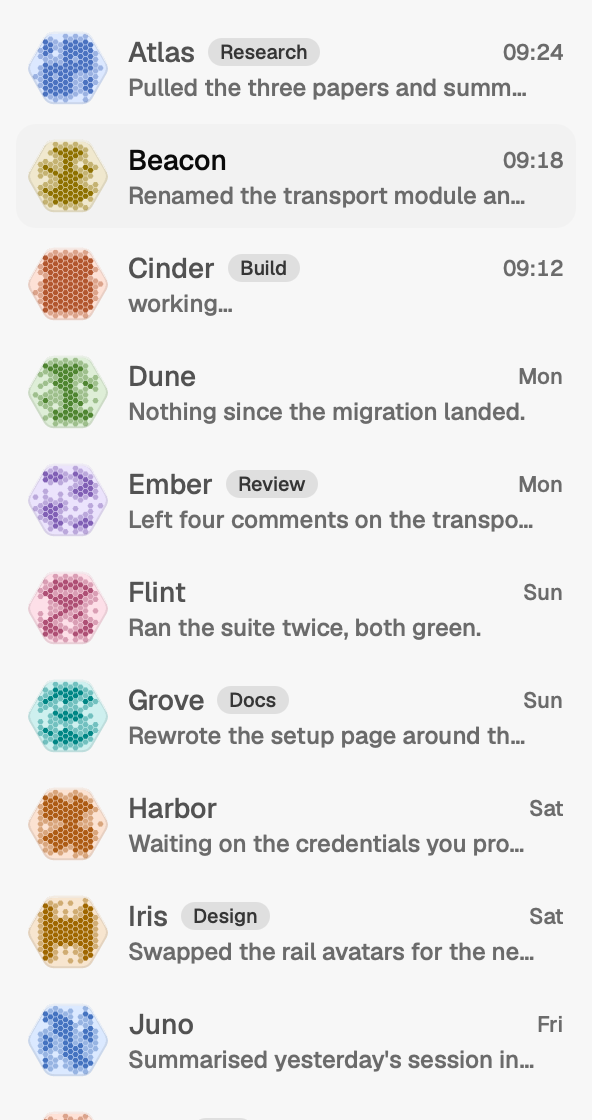 Atlas Research 09:24
Pulled the three papers and summ…
Beacon 09:18
Renamed the transport module an…
Cinder Build 09:12
working…
Dune Mon
Nothing since the migration landed.
Ember Review Mon
Left four comments on the transpo…
Flint Sun
Ran the suite twice, both green.
Grove Docs Sun
Rewrote the setup page around th…
Harbor Sat
Waiting on the credentials you pro…
Iris Design Sat
Swapped the rail avatars for the ne…
Juno Fri
Summarised yesterday's session in…